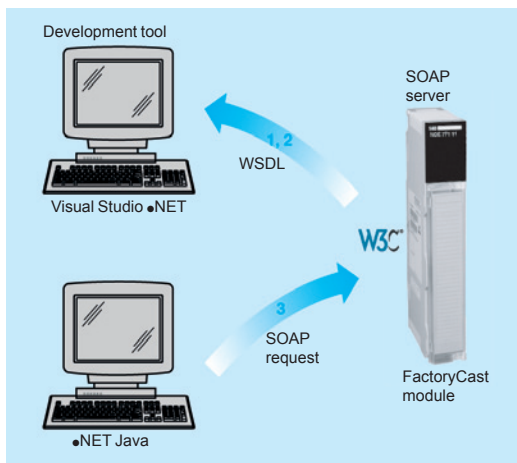 Development tool
SOAP
server
1, 2
WSDL
Visual Studio •NET
W3C
3
SOAP
request
FactoryCast
module
•NET Java